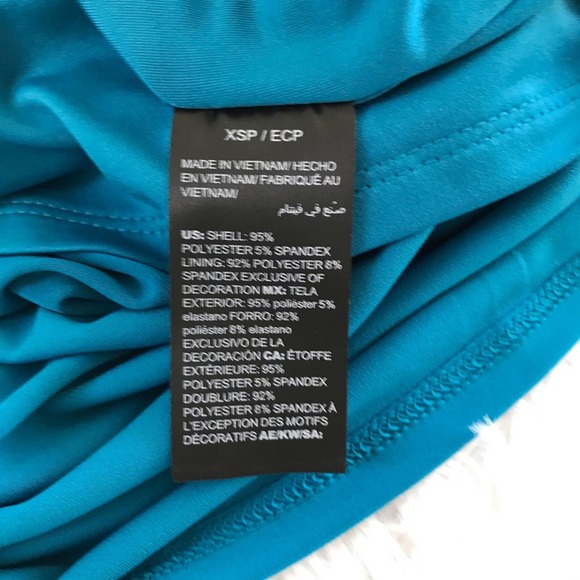 XSP / ECP
MADE IN VIETNAM/ HECHO
EN VIETNAM/ FABRIQUÉ AU
VIETNAM/
صنع في فيتنام
US: SHELL: 95%
POLYESTER 5% SPANDEX
LINING: 92% POLYESTER 8%
SPANDEX EXCLUSIVE OF
DECORATION MX: TELA
EXTERIOR: 95% poliéster 5%
elastano FORRO: 92%
poliéster 8% elastano
EXCLUSIVO DE LA
DECORACIÓN CA: ÉTOFFE
EXTÉRIEURE: 95%
POLYESTER 5% SPANDEX
DOUBLURE: 92%
POLYESTER 8% SPANDEX À
L'EXCEPTION DES MOTIFS
DÉCORATIFS AE/KW/SA: